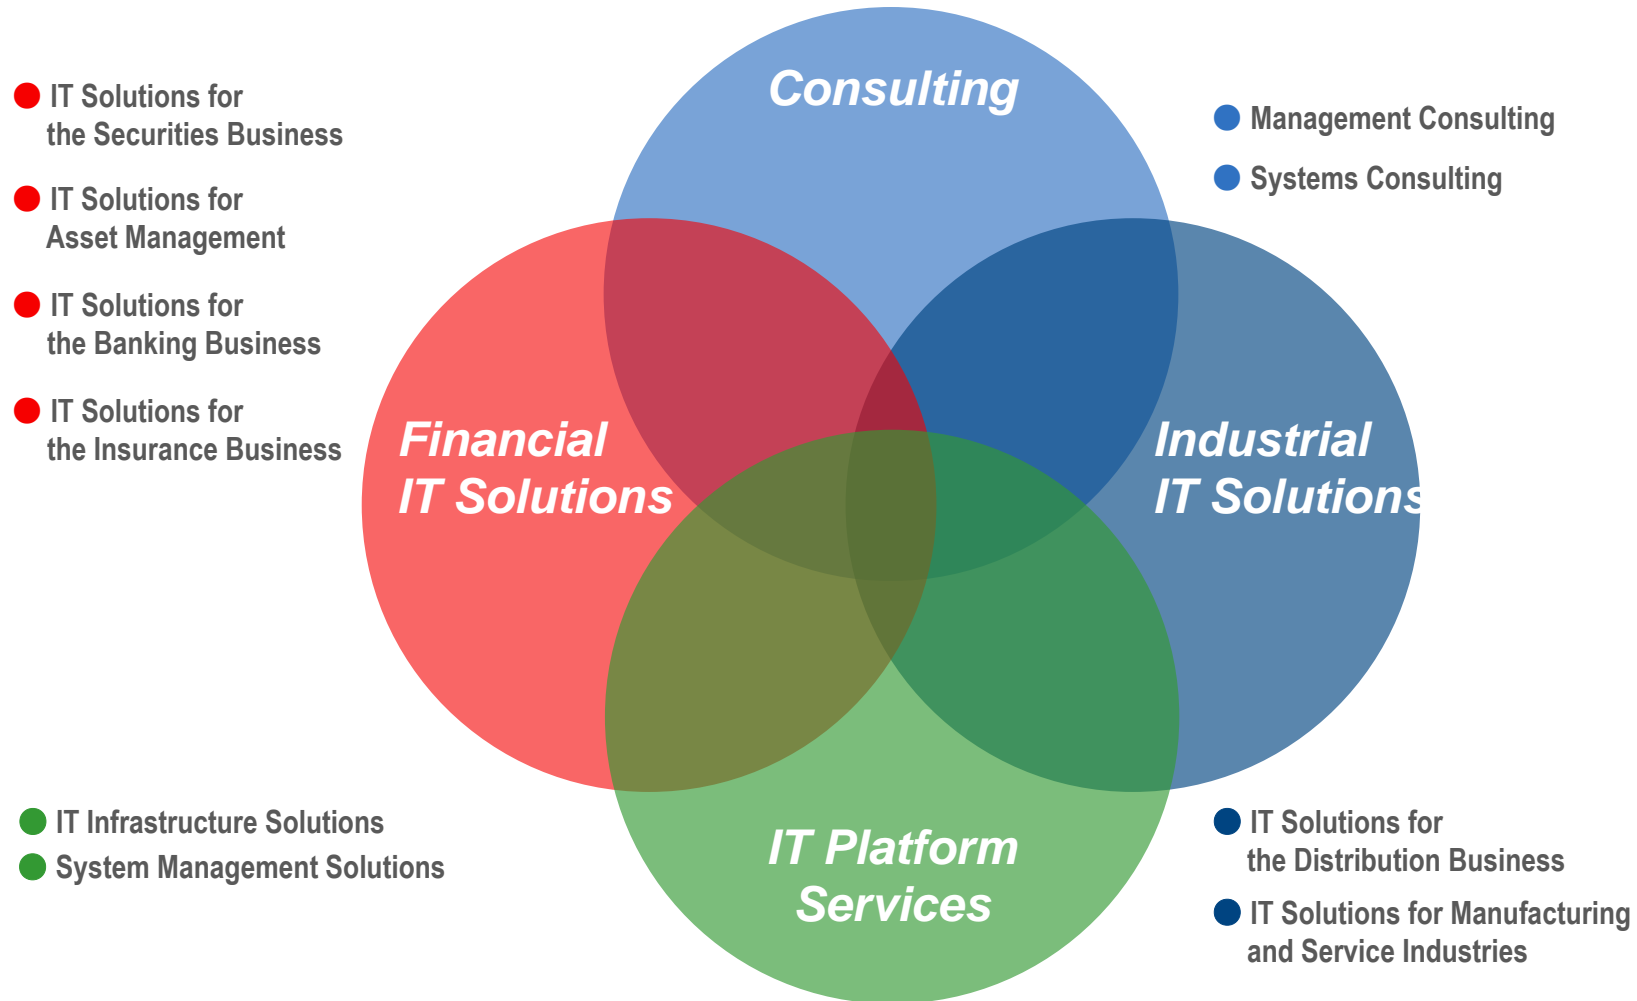 Consulting
IT Solutions for
the Securities Business
IT Solutions for
Asset Management
IT Solutions for
the Banking Business
IT Solutions for
the Insurance Business
Management Consulting
Systems Consulting
Financial
IT Solutions
Industrial
IT Solutions
IT Infrastructure Solutions
System Management Solutions
IT Platform
Services
IT Solutions for
the Distribution Business
IT Solutions for Manufacturing
and Service Industries